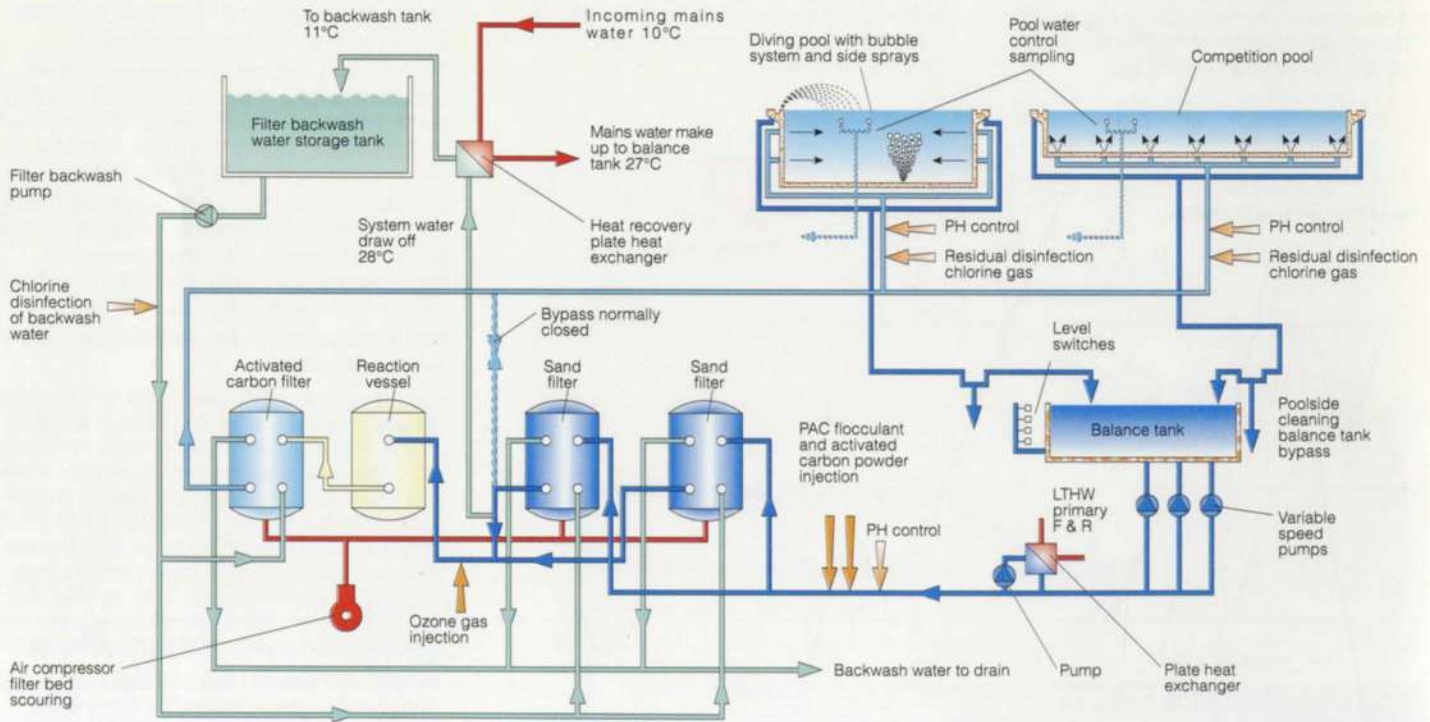 To backwash tank
11°C
Incoming mains
water 10°C
Filter backwash
water storage tank
Mains water make
up to balance
tank 27°C
Filter backwash
pump
System water
draw off
28°C
Heat recovery
plate heat
exchanger
Diving pool with bubble
system and side sprays
Pool water
control
sampling
Competition pool
PH control
Residual disinfection
chlorine gas
PH control
Residual disinfection
chlorine gas
Chlorine
disinfection
of backwash
water
Bypass normally
closed
Level
switches
Activated
carbon filter
Reaction
vessel
Sand
filter
Sand
filter
PAC flocculant
and activated
carbon powder
injection
Balance tank
Poolside
cleaning
balance tank
bypass
LTHW
primary
F & R
Variable
speed
pumps
PH control
Ozone gas
injection
Air compressor
filter bed
scouring
Backwash water to drain
Pump
Plate heat
exchanger